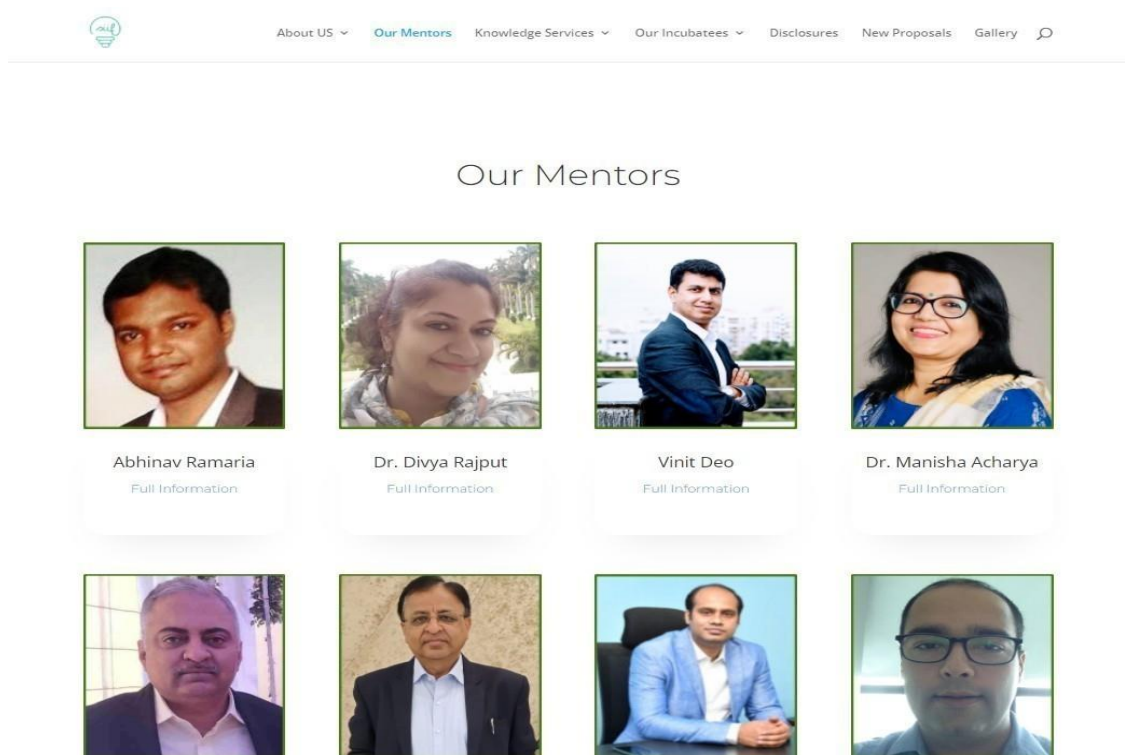 About US Our Mentors Knowledge Services Our Incubatees Disclosures New Proposals Gallery
Our Mentors
Abhinav Ramaria Dr. Divya Rajput Vinit Deo Dr. Manisha Acharya
Full Information Full Information Full Information Full Information